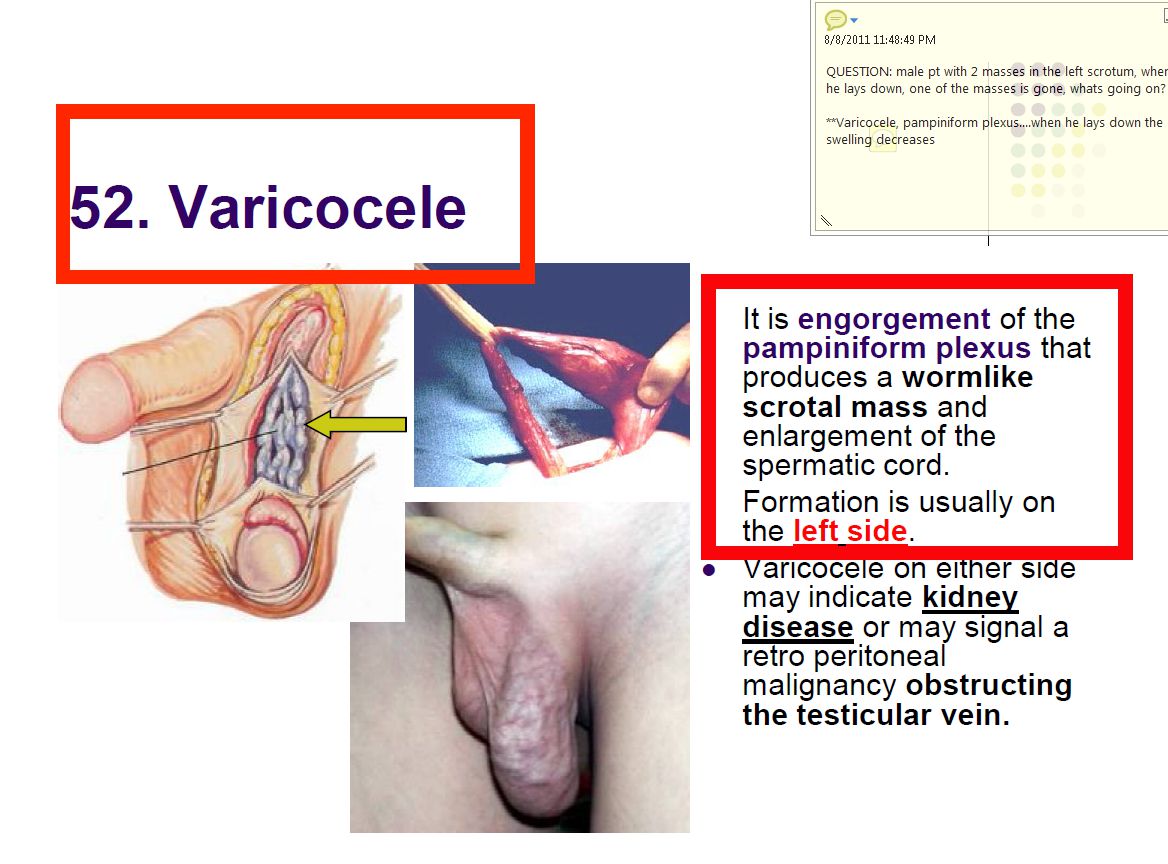 8/8/2011 11:48:49 PM
QUESTION: male pt with 2 masses in the left scrotum, when
he lays down, one of the masses is gone, whats going on?
**Varicocele, pampiniform plexus....when he lays down the
swelling decreases
52. Varicocele
It is engorgement of the
pampiniform plexus that
produces a wormlike
scrotal mass and
enlargement of the
spermatic cord.
Formation is usually on
the left side.
Varicocele on either side
may indicate kidney
disease or may signal a
retro peritoneal
malignancy obstructing
the testicular vein.